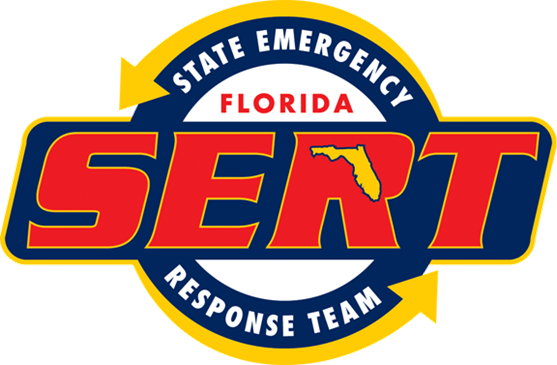 STATE EMERGENCY
FLORIDA
SERT
RESPONSE TEAM